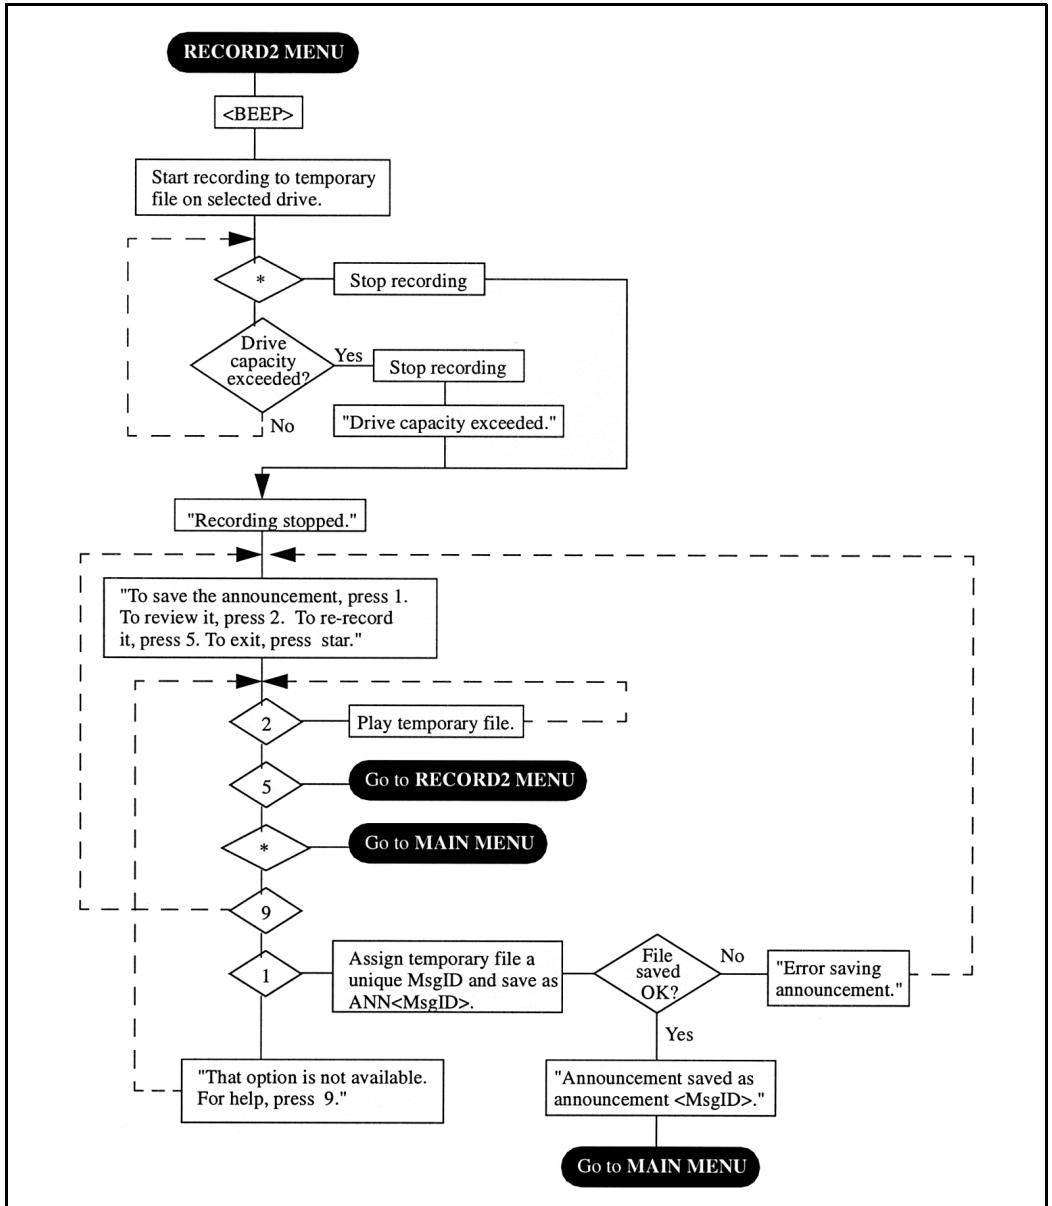 RECORD2 MENU
<BEEP>
Start recording to temporary
file on selected drive.
*
Stop recording
Drive
capacity
exceeded?
Yes
Stop recording
No
"Drive capacity exceeded."
"Recording stopped."
"To save the announcement, press 1.
To review it, press 2. To re-record
it, press 5. To exit, press star."
2
Play temporary file.
5
Go to RECORD2 MENU
*
Go to MAIN MENU
9
1
Assign temporary file a
unique MsgID and save as
ANN<MsgID>.
File
saved
OK?
No
"Error saving
announcement."
Yes
"That option is not available.
For help, press 9."
"Announcement saved as
announcement <MsgID>."
Go to MAIN MENU